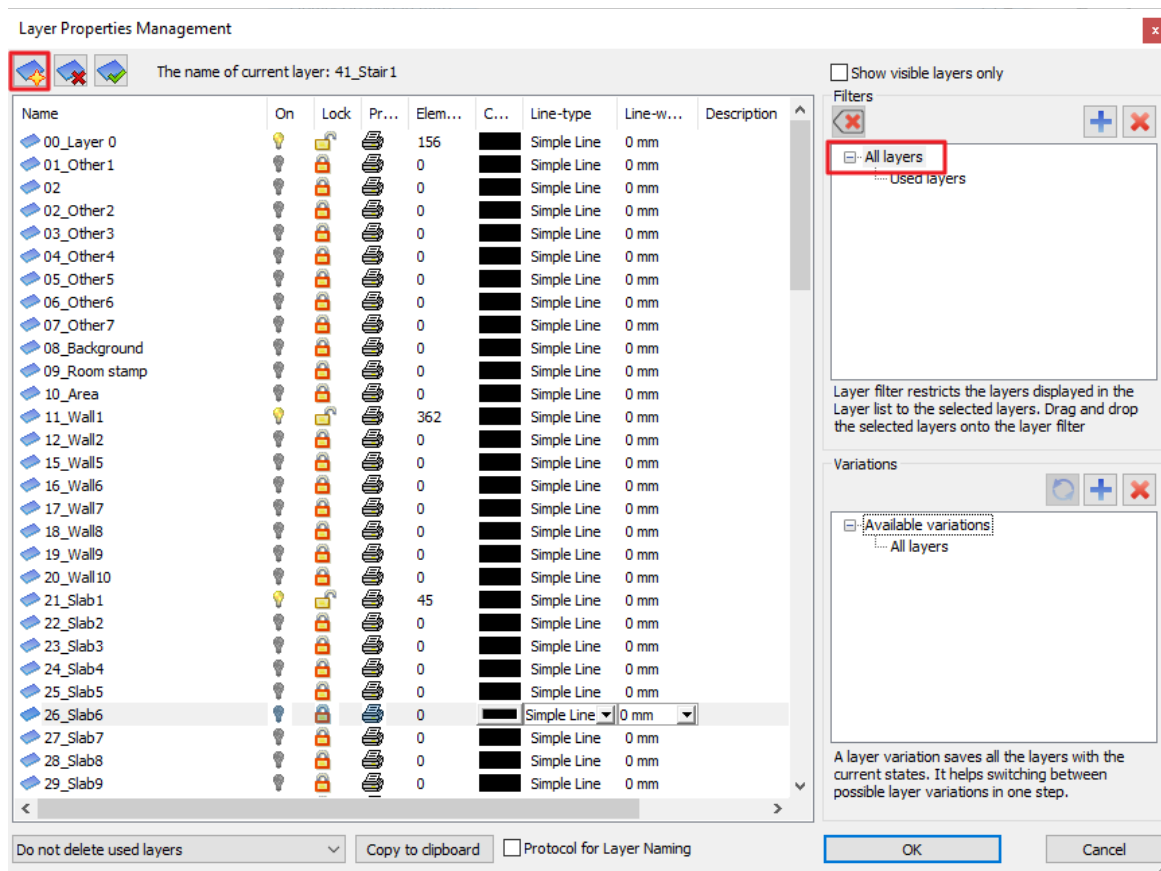 Layer Properties Management
x
The name of current layer: 41_Stair1
Show visible layers only
Filters
Name On Lock Pr... Elem... C... Line-type Line-w... Description
00_Layer 0 156 Simple Line 0 mm
01_Other1 0 Simple Line 0 mm
02 0 Simple Line 0 mm
02_Other2 0 Simple Line 0 mm
03_Other3 0 Simple Line 0 mm
04_Other4 0 Simple Line 0 mm
05_Other5 0 Simple Line 0 mm
06_Other6 0 Simple Line 0 mm
07_Other7 0 Simple Line 0 mm
08_Background 0 Simple Line 0 mm
09_Room stamp 0 Simple Line 0 mm
10_Area 0 Simple Line 0 mm
11_Wall1 362 Simple Line 0 mm
12_Wall2 0 Simple Line 0 mm
15_Wall5 0 Simple Line 0 mm
16_Wall6 0 Simple Line 0 mm
17_Wall7 0 Simple Line 0 mm
18_Wall8 0 Simple Line 0 mm
19_Wall9 0 Simple Line 0 mm
20_Wall10 0 Simple Line 0 mm
21_Slab1 45 Simple Line 0 mm
22_Slab2 0 Simple Line 0 mm
23_Slab3 0 Simple Line 0 mm
24_Slab4 0 Simple Line 0 mm
25_Slab5 0 Simple Line 0 mm
26_Slab6 0 Simple Line 0 mm
27_Slab7 0 Simple Line 0 mm
28_Slab8 0 Simple Line 0 mm
29_Slab9 0 Simple Line 0 mm
All layers
Used layers
Layer filter restricts the layers displayed in the
Layer list to the selected layers. Drag and drop
the selected layers onto the layer filter
Variations
Available variations
All layers
A layer variation saves all the layers with the
current states. It helps switching between
possible layer variations in one step.
Do not delete used layers
Copy to clipboard
Protocol for Layer Naming
OK
Cancel